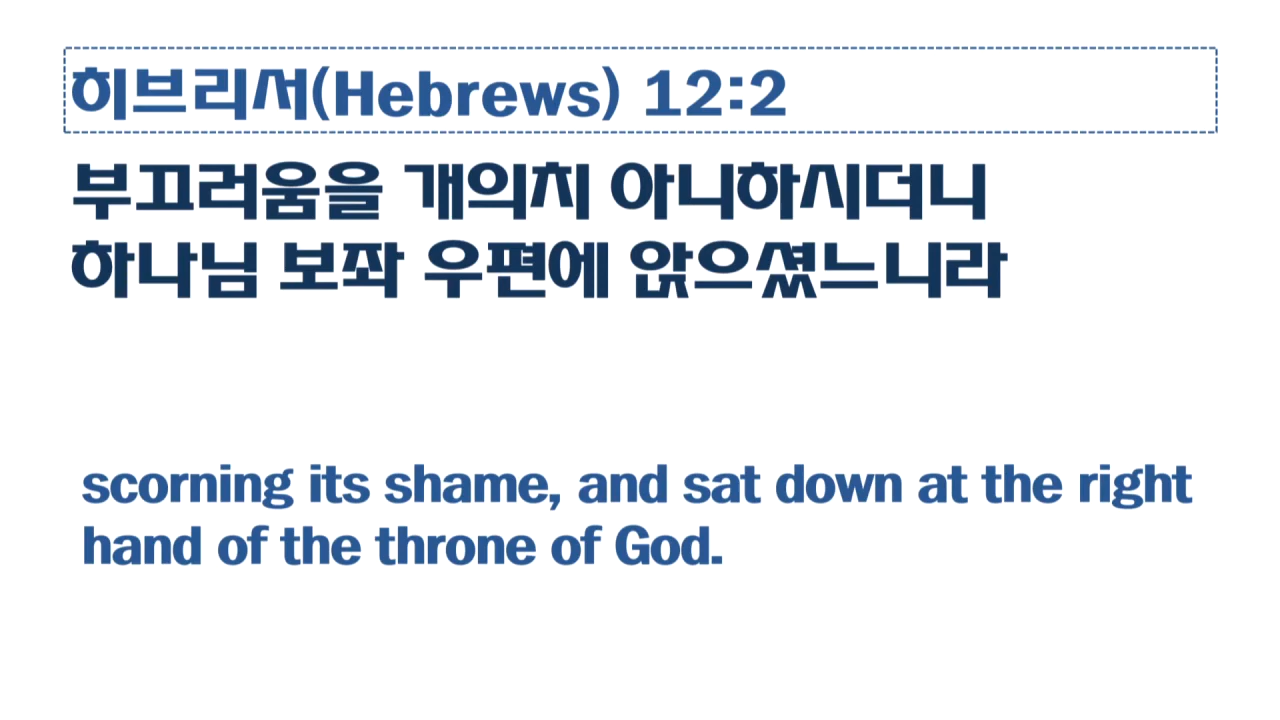 히브리서(Hebrews) 12:2
부끄러움을 개의치 아니하시더니
하나님 보좌 우편에 앉으셨느니라
scorning its shame, and sat down at the right
hand of the throne of God.